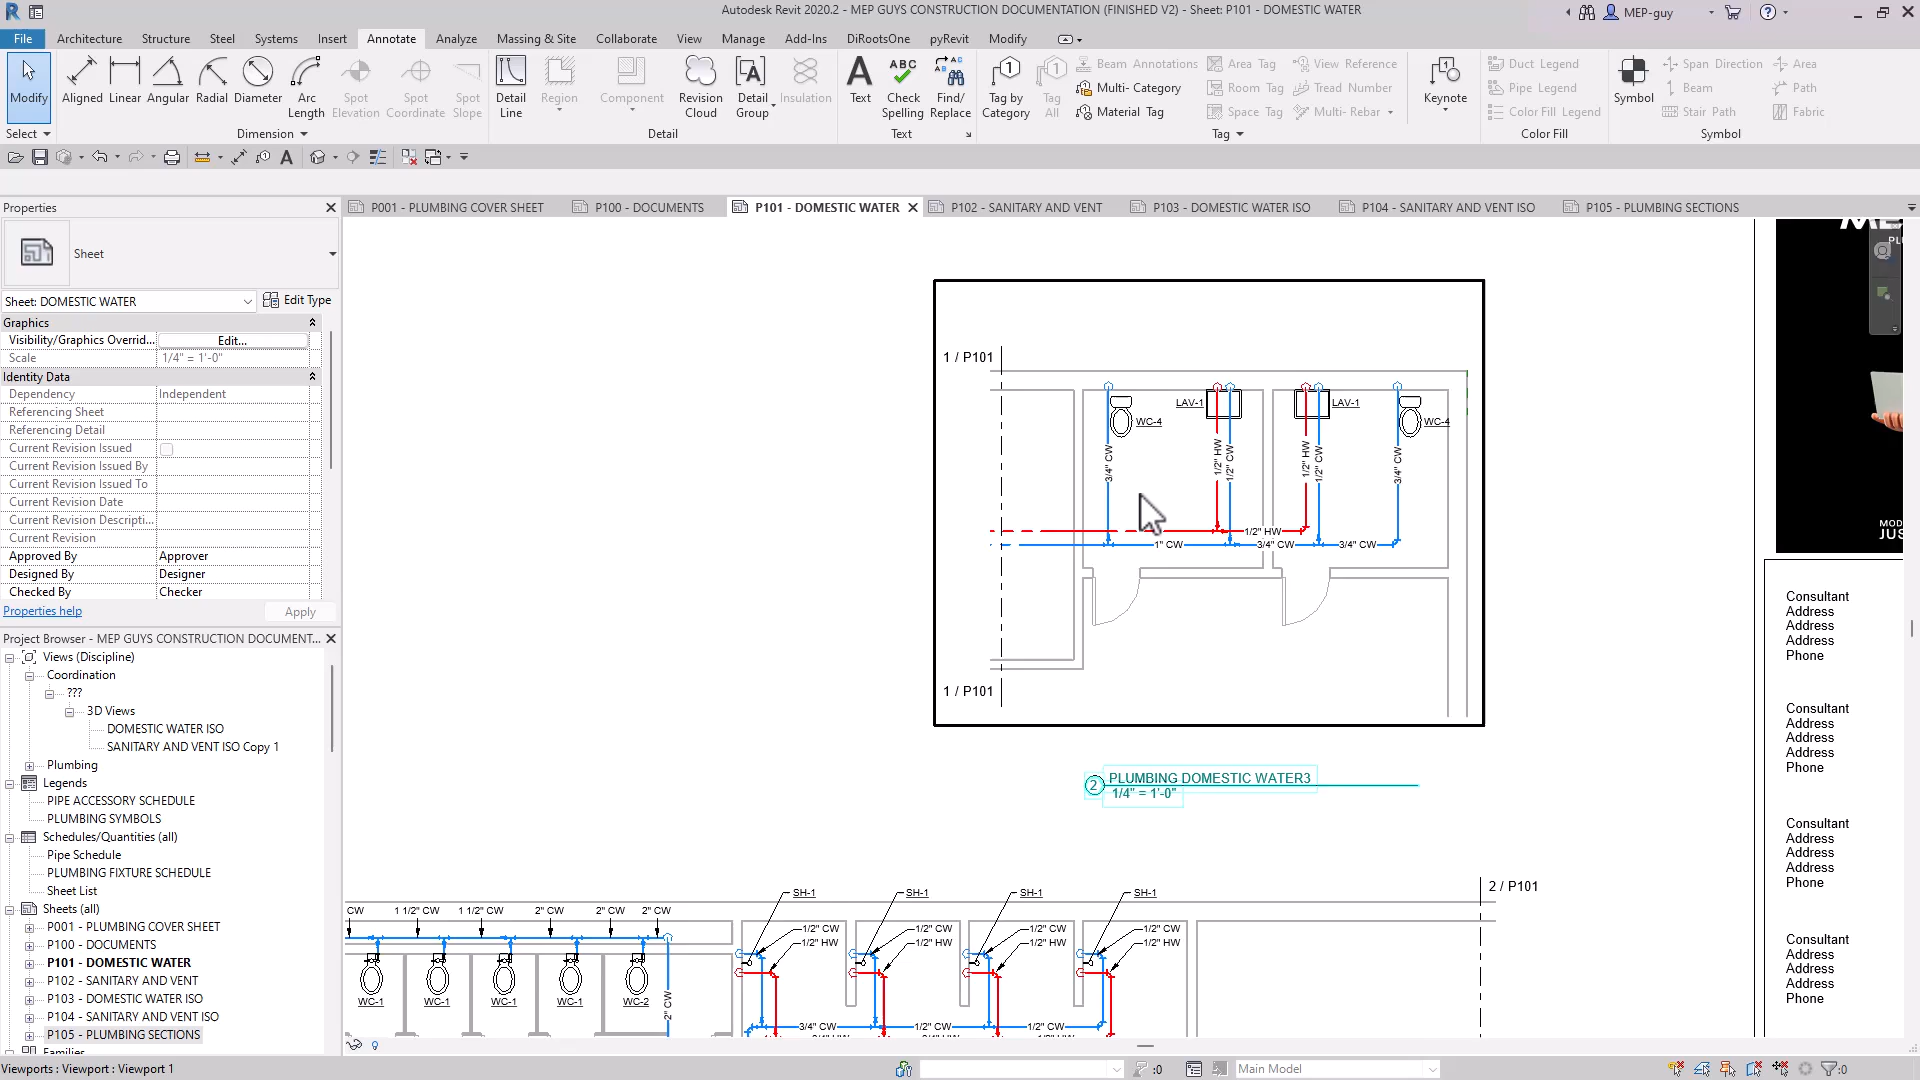 Autodesk Revit 2020.2 - MEP GUYS CONSTRUCTION DOCUMENTATION (FINISHED V2) - Sheet: P101 - DOMESTIC WATER
MEP-guy
File Architecture Structure Steel Systems Insert Annotate Analyze Massing & Site Collaborate View Manage Add-Ins DiRootsOne pyRevit Modify
Modify Aligned Linear Angular Radial Diameter Arc Length Spot Elevation Spot Coordinate Spot Slope
Detail Line Region Component Revision Cloud Detail Group Insulation
Text Check Spelling Find/ Replace
Tag by Category Tag All Beam Annotations Multi- Category Material Tag Area Tag Room Tag Space Tag View Reference Tread Number Multi- Rebar
Keynote
Duct Legend Pipe Legend Color Fill Legend
Symbol Span Direction Beam Stair Path Area Path Fabric
Select Dimension Detail Text Tag Color Fill Symbol
P001 - PLUMBING COVER SHEET P100 - DOCUMENTS P101 - DOMESTIC WATER P102 - SANITARY AND VENT P103 - DOMESTIC WATER ISO P104 - SANITARY AND VENT ISO P105 - PLUMBING SECTIONS
Properties
Sheet
Sheet: DOMESTIC WATER Edit Type
Graphics
Visibility/Graphics Overrid... Edit...
Scale 1/4" = 1'-0"
Identity Data
Dependency Independent
Referencing Sheet
Referencing Detail
Current Revision Issued
Current Revision Issued By
Current Revision Issued To
Current Revision Date
Current Revision Descripti...
Current Revision
Approved By Approver
Designed By Designer
Checked By Checker
Properties help Apply
Project Browser - MEP GUYS CONSTRUCTION DOCUMENT...
Views (Discipline)
Coordination
???
3D Views
DOMESTIC WATER ISO
SANITARY AND VENT ISO Copy 1
Plumbing
Legends
PIPE ACCESSORY SCHEDULE
PLUMBING SYMBOLS
Schedules/Quantities (all)
Pipe Schedule
PLUMBING FIXTURE SCHEDULE
Sheet List
Sheets (all)
P001 - PLUMBING COVER SHEET
P100 - DOCUMENTS
P101 - DOMESTIC WATER
P102 - SANITARY AND VENT
P103 - DOMESTIC WATER ISO
P104 - SANITARY AND VENT ISO
P105 - PLUMBING SECTIONS
Families
1 / P101
LAV-1 LAV-1
WC-4 WC-4
3/4" CW 1/2" HW 1/2" CW 1/2" HW 1/2" CW 3/4" CW
1/2" HW
1" CW 3/4" CW 3/4" CW
1 / P101
2 PLUMBING DOMESTIC WATER3
1/4" = 1'-0"
2 / P101
SH-1 SH-1 SH-1 SH-1
CW 1 1/2" CW 1 1/2" CW 2" CW 2" CW 2" CW
1/2" CW 1/2" CW 1/2" CW 1/2" CW
1/2" HW 1/2" HW 1/2" HW 1/2" HW
WC-1 WC-1 WC-1 WC-1 WC-2
2" CW
3/4" CW 1/2" CW 1/2" CW
MOD
JUS
Consultant
Address
Address
Address
Phone
Consultant
Address
Address
Address
Phone
Consultant
Address
Address
Address
Phone
Consultant
Address
Address
Address
Phone
Viewports : Viewport : Viewport 1
:0
Main Model
:0